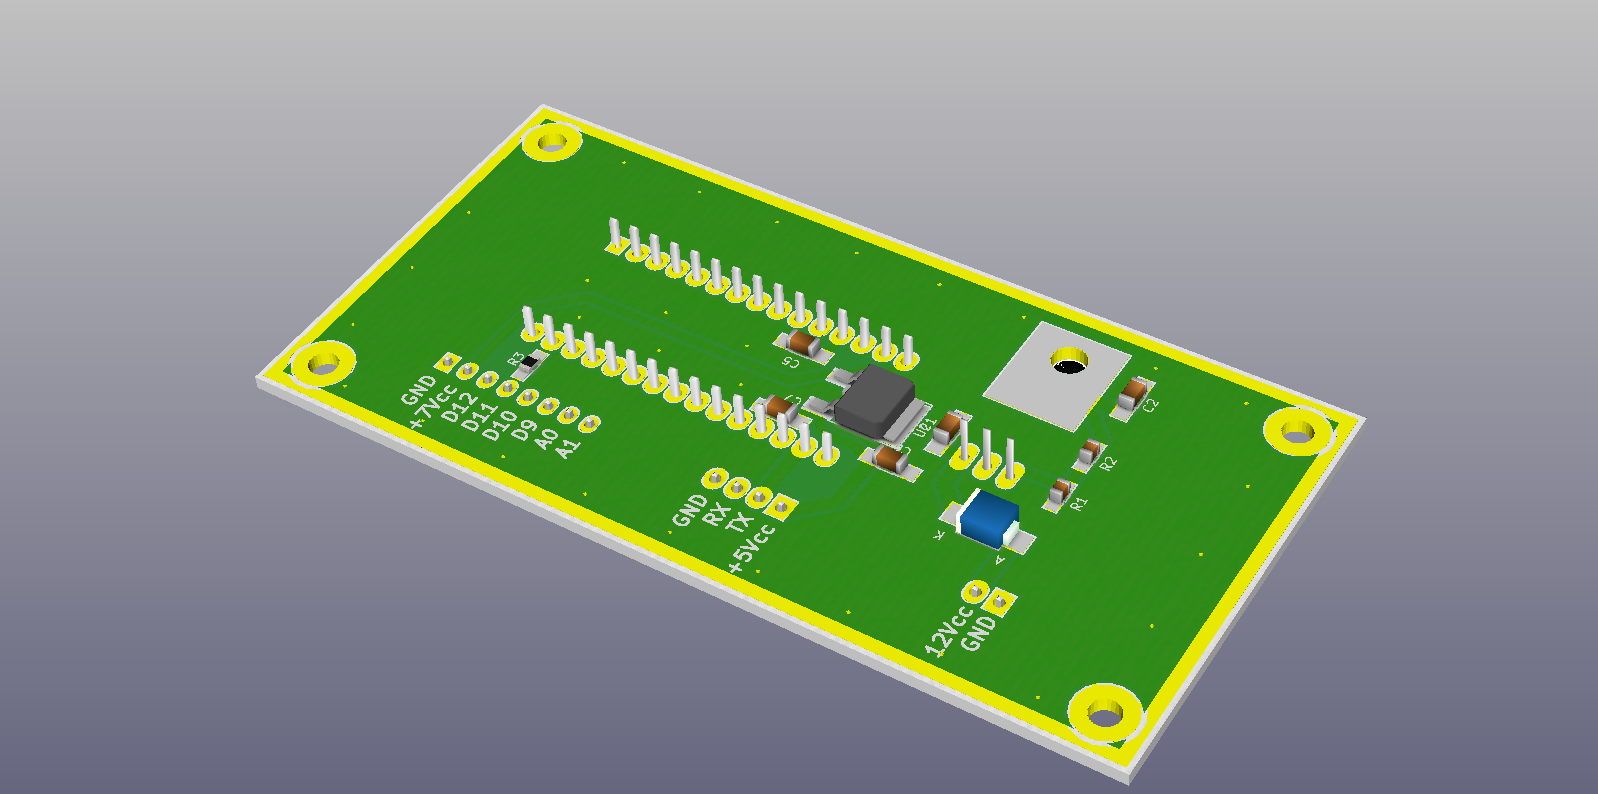 C5
R3
GND
+7Vcc
D12
D11
D10
D9
A0
A1
U21
C2
R2
R1
GND
RX
TX
+5Vcc
K
A
12Vcc
GND